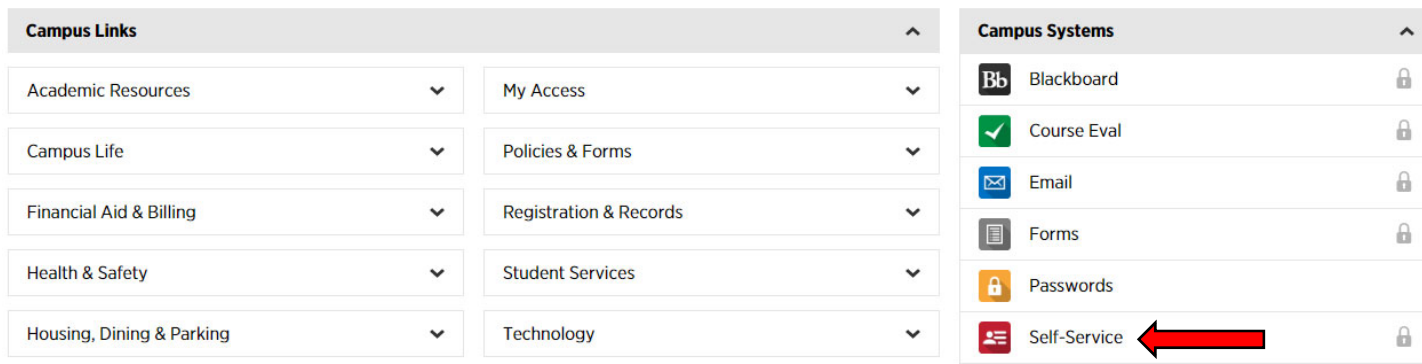 Campus Links
Academic Resources
My Access
Campus Life
Policies & Forms
Financial Aid & Billing
Registration & Records
Health & Safety
Student Services
Housing, Dining & Parking
Technology
Campus Systems
Bb Blackboard
Course Eval
Email
Forms
Passwords
Self-Service